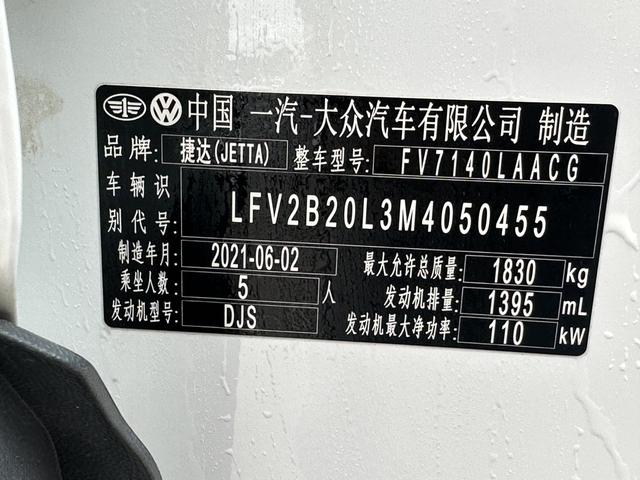 中国 一汽-大众汽车有限公司 制造
品牌: 捷达(JETTA) 整车型号: FV7140LAACG
车辆识别代号: LFV2B20L3M4050455
制造年月: 2021-06-02 最大允许总质量: 1830 kg
乘坐人数: 5 人 发动机排量: 1395 mL
发动机型号: DJS 发动机最大净功率: 110 kW